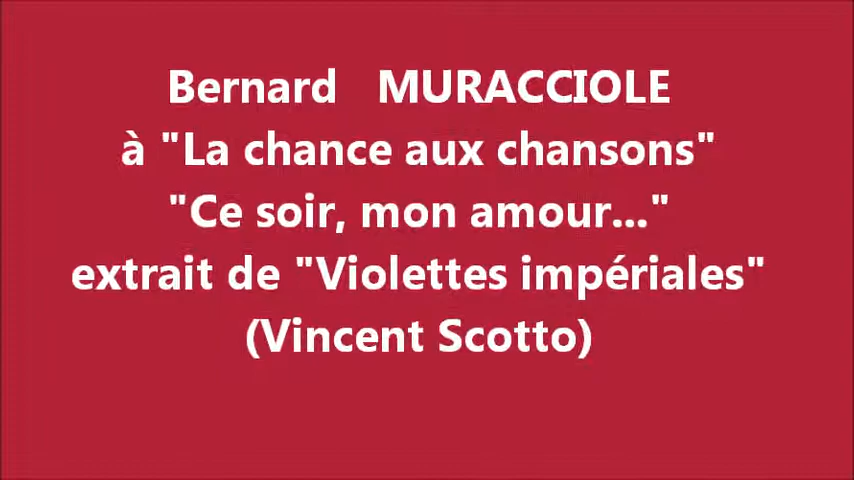 Bernard MURACCIOLE
à "La chance aux chansons"
"Ce soir, mon amour..."
extrait de "Violettes impériales"
(Vincent Scotto)